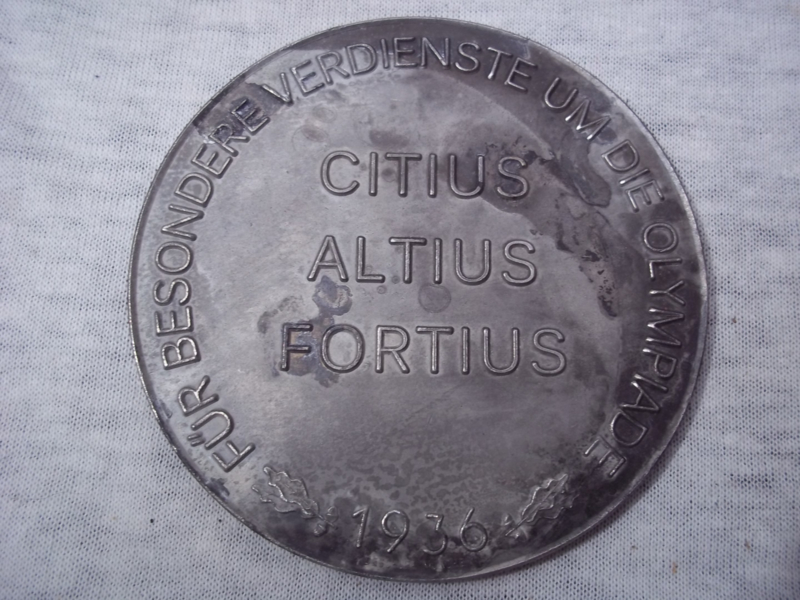 FÜR BESONDERE VERDIENSTE UM DIE OLYMPIADE
CITIUS
ALTIUS
FORTIUS
1936